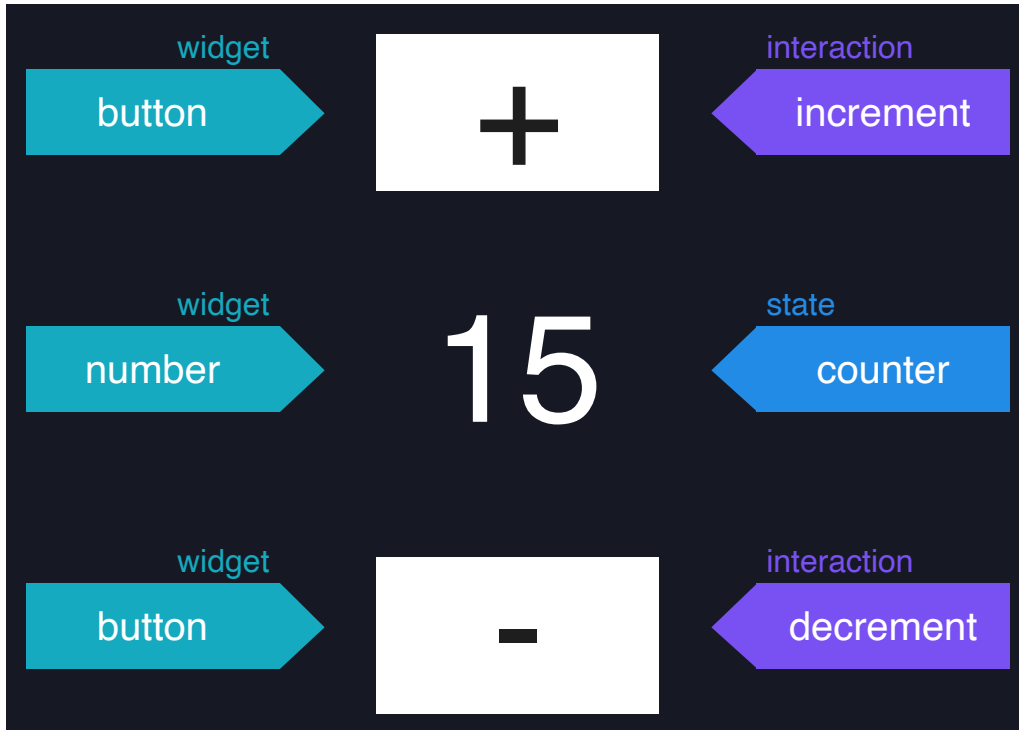 widget
button
+
interaction
increment
widget
number
15
state
counter
widget
button
-
interaction
decrement